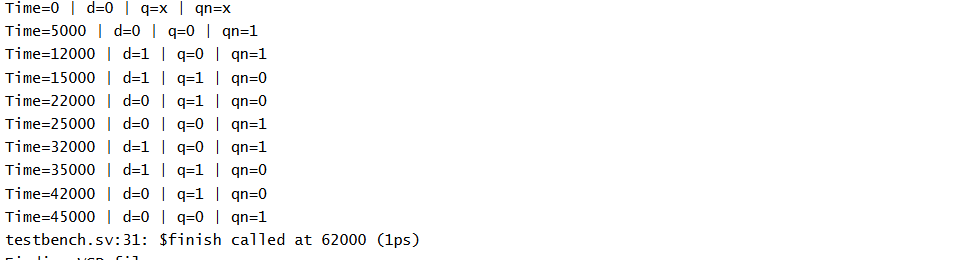 Time=0 | d=0 | q=x | qn=x
Time=5000 | d=0 | q=0 | qn=1
Time=12000 | d=1 | q=0 | qn=1
Time=15000 | d=1 | q=1 | qn=0
Time=22000 | d=0 | q=1 | qn=0
Time=25000 | d=0 | q=0 | qn=1
Time=32000 | d=1 | q=0 | qn=1
Time=35000 | d=1 | q=1 | qn=0
Time=42000 | d=0 | q=1 | qn=0
Time=45000 | d=0 | q=0 | qn=1
testbench.sv:31: $finish called at 62000 (1ps)